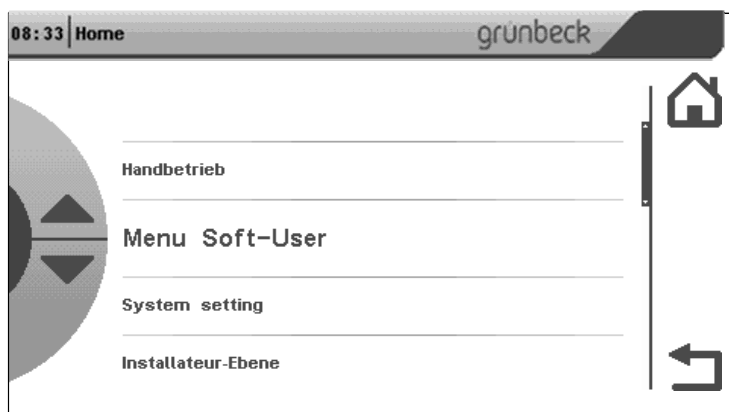 08:33 Home
grünbeck
Handbetrieb
Menu Soft-User
System setting
Installateur-Ebene